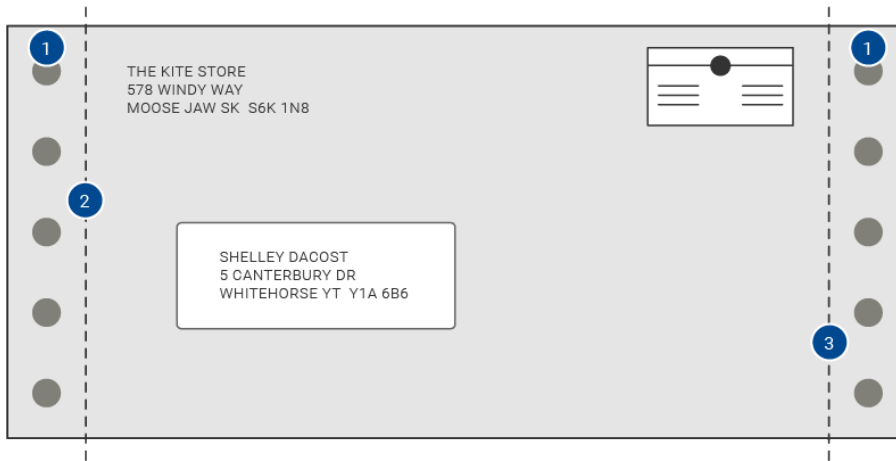 1
1
THE KITE STORE
578 WINDY WAY
MOOSE JAW SK  S6K 1N8
2
SHELLEY DACOST
5 CANTERBURY DR
WHITEHORSE YT  Y1A 6B6
3